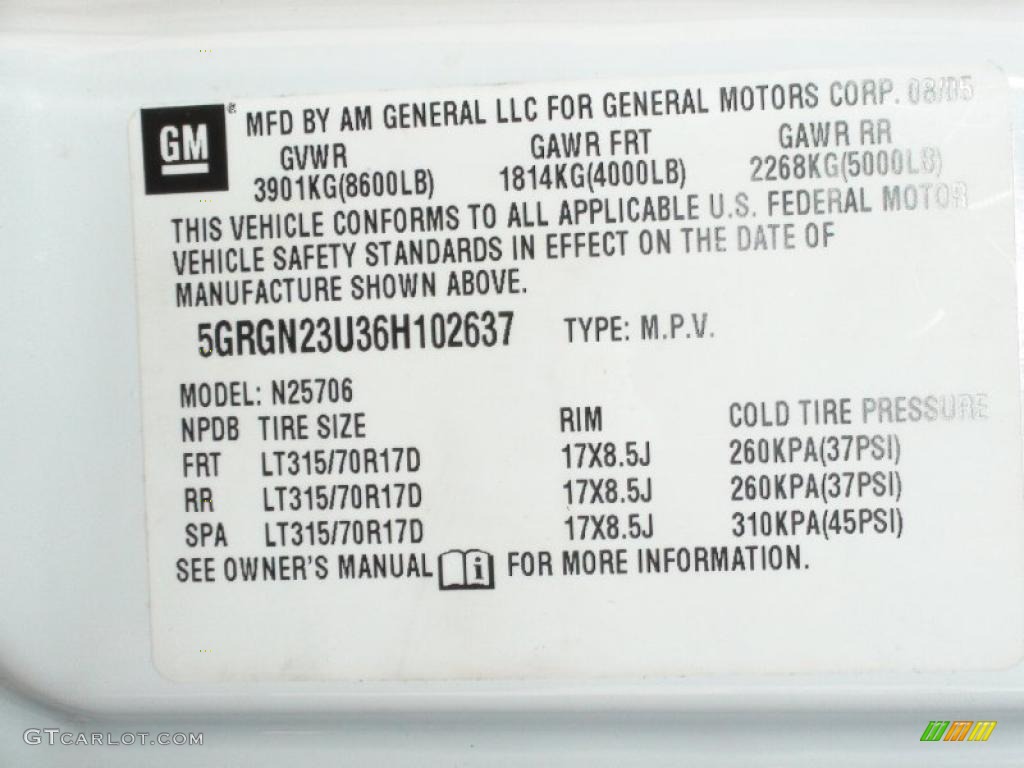 GM® MFD BY AM GENERAL LLC FOR GENERAL MOTORS CORP. 08/05
GVWR GAWR FRT GAWR RR
3901KG(8600LB) 1814KG(4000LB) 2268KG(5000LB)
THIS VEHICLE CONFORMS TO ALL APPLICABLE U.S. FEDERAL MOTOR
VEHICLE SAFETY STANDARDS IN EFFECT ON THE DATE OF
MANUFACTURE SHOWN ABOVE.
5GRGN23U36H102637 TYPE: M.P.V.
MODEL: N25706
NPDB TIRE SIZE RIM COLD TIRE PRESSURE
FRT LT315/70R17D 17X8.5J 260KPA(37PSI)
RR LT315/70R17D 17X8.5J 260KPA(37PSI)
SPA LT315/70R17D 17X8.5J 310KPA(45PSI)
SEE OWNER'S MANUAL i FOR MORE INFORMATION.
GTCARLOT.COM